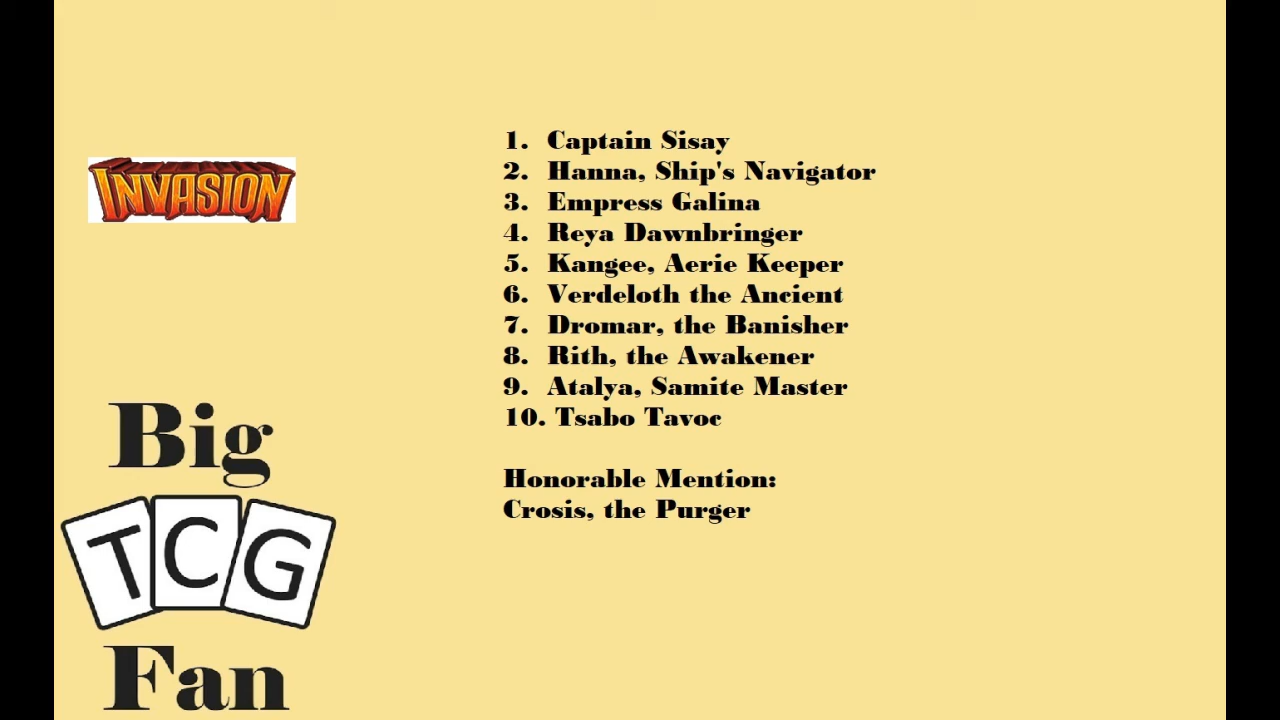 INVASION
1. Captain Sisay
2. Hanna, Ship's Navigator
3. Empress Galina
4. Reya Dawnbringer
5. Kangee, Aerie Keeper
6. Verdeloth the Ancient
7. Dromar, the Banisher
8. Rith, the Awakener
9. Atalya, Samite Master
10. Tsabo Tavoc
Honorable Mention:
Crosis, the Purger
Big
TCG
Fan